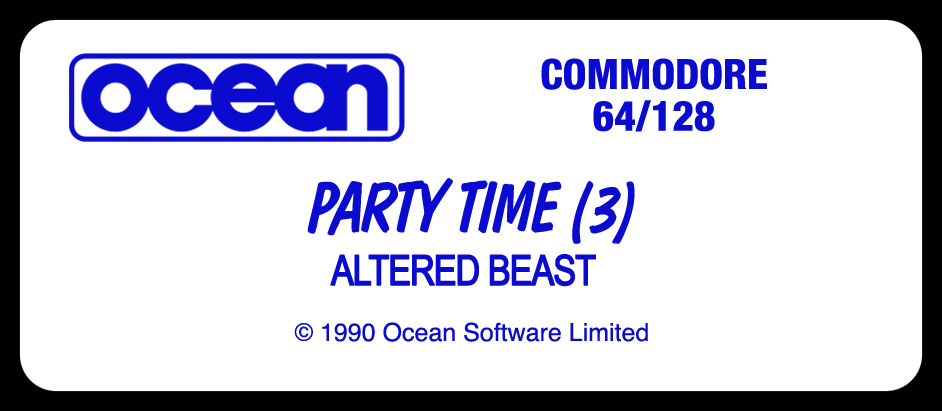 ocean
COMMODORE
64/128
PARTY TIME (3)
ALTERED BEAST
© 1990 Ocean Software Limited